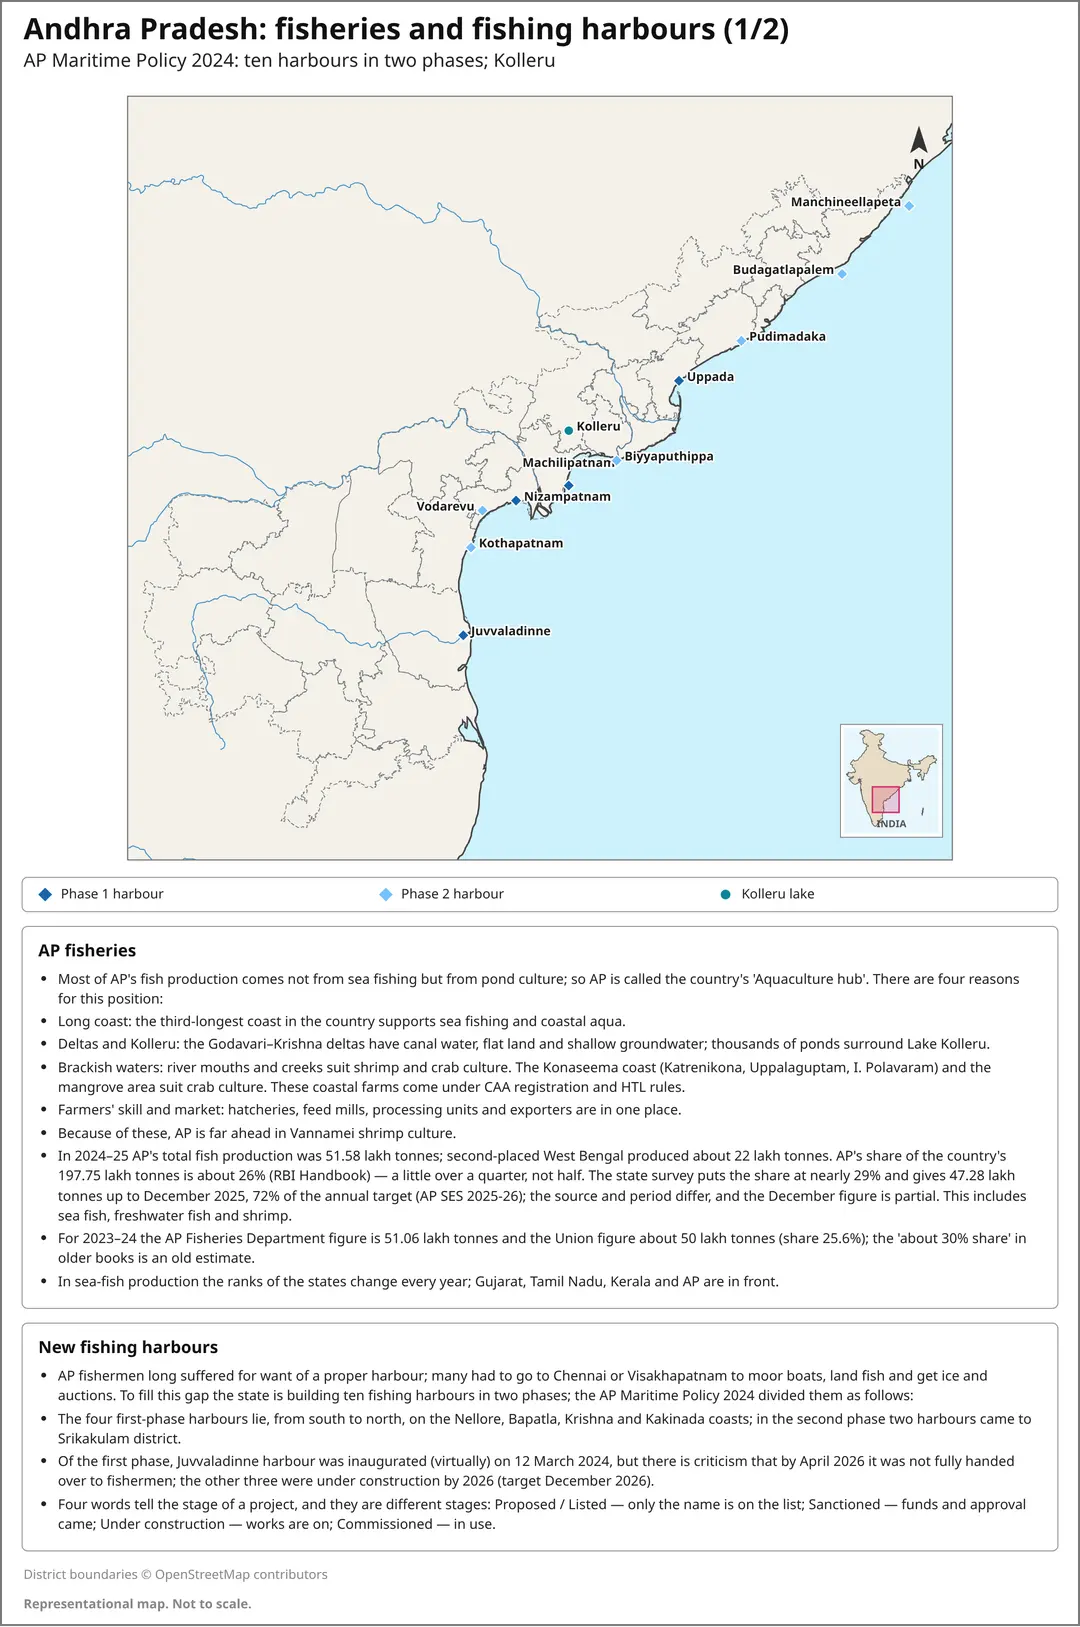 Andhra Pradesh: fisheries and fishing harbours (1/2)
AP Maritime Policy 2024: ten harbours in two phases; Kolleru
N
Manchineellapeta
Budagatlapalem
Pudimadaka
Uppada
Kolleru
Biyyaputhippa
Machilipatnam
Nizampatnam
Vodarevu
Kothapatnam
Juvvaladinne
INDIA
Phase 1 harbour
Phase 2 harbour
Kolleru lake
AP fisheries
• Most of AP's fish production comes not from sea fishing but from pond culture; so AP is called the country's 'Aquaculture hub'. There are four reasons
for this position:
• Long coast: the third-longest coast in the country supports sea fishing and coastal aqua.
• Deltas and Kolleru: the Godavari–Krishna deltas have canal water, flat land and shallow groundwater; thousands of ponds surround Lake Kolleru.
• Brackish waters: river mouths and creeks suit shrimp and crab culture. The Konaseema coast (Katrenikona, Uppalaguptam, I. Polavaram) and the
mangrove area suit crab culture. These coastal farms come under CAA registration and HTL rules.
• Farmers' skill and market: hatcheries, feed mills, processing units and exporters are in one place.
• Because of these, AP is far ahead in Vannamei shrimp culture.
• In 2024–25 AP's total fish production was 51.58 lakh tonnes; second-placed West Bengal produced about 22 lakh tonnes. AP's share of the country's
197.75 lakh tonnes is about 26% (RBI Handbook) — a little over a quarter, not half. The state survey puts the share at nearly 29% and gives 47.28 lakh
tonnes up to December 2025, 72% of the annual target (AP SES 2025-26); the source and period differ, and the December figure is partial. This includes
sea fish, freshwater fish and shrimp.
• For 2023–24 the AP Fisheries Department figure is 51.06 lakh tonnes and the Union figure about 50 lakh tonnes (share 25.6%); the 'about 30% share' in
older books is an old estimate.
• In sea-fish production the ranks of the states change every year; Gujarat, Tamil Nadu, Kerala and AP are in front.
New fishing harbours
• AP fishermen long suffered for want of a proper harbour; many had to go to Chennai or Visakhapatnam to moor boats, land fish and get ice and
auctions. To fill this gap the state is building ten fishing harbours in two phases; the AP Maritime Policy 2024 divided them as follows:
• The four first-phase harbours lie, from south to north, on the Nellore, Bapatla, Krishna and Kakinada coasts; in the second phase two harbours came to
Srikakulam district.
• Of the first phase, Juvvaladinne harbour was inaugurated (virtually) on 12 March 2024, but there is criticism that by April 2026 it was not fully handed
over to fishermen; the other three were under construction by 2026 (target December 2026).
• Four words tell the stage of a project, and they are different stages: Proposed / Listed — only the name is on the list; Sanctioned — funds and approval
came; Under construction — works are on; Commissioned — in use.
District boundaries © OpenStreetMap contributors
Representational map. Not to scale.